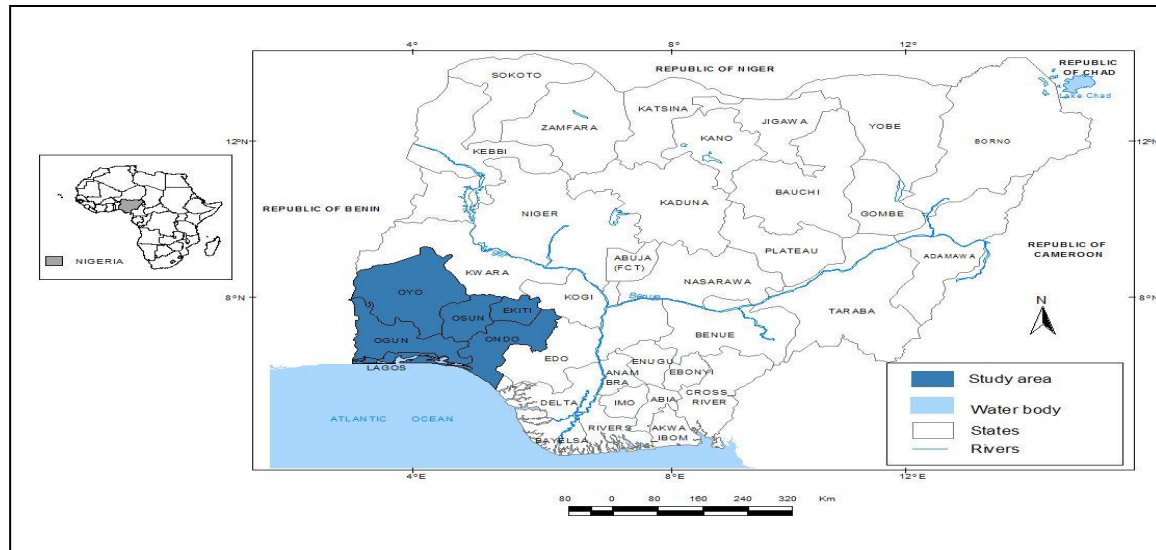 4°
8°
12°
REPUBLIC OF NIGER
REPUBLIC
OF CHAD
SOKOTO
Lake Chad
KATSINA
JIGAWA
YOBE
ZAMFARA
KANO
12°N
12°N
BORNO
KEBBI
BAUCHI
KADUNA
REPUBLIC OF BENIN
NIGER
GOMBE
PLATEAU
REPUBLIC OF
CAMEROON
ABUJA
(FCT)
ADAMAWA
NIGERIA
KWARA
NASARAWA
OYO
KOGI
Benue
8°N
8°N
TARABA
N
EKITI
OSUN
BENUE
OGUN
ONDO
EDO
ENUGU
LAGOS
ANAM
BRA
EBONYI
CROSS
RIVER
DELTA
IMO
ABIA
ATLANTIC OCEAN
RIVERS
AKWA
IBOM
BAYELSA
Study area
Water body
States
Rivers
4°E
8°E
12°E
80 0 80 160 240 320 Km